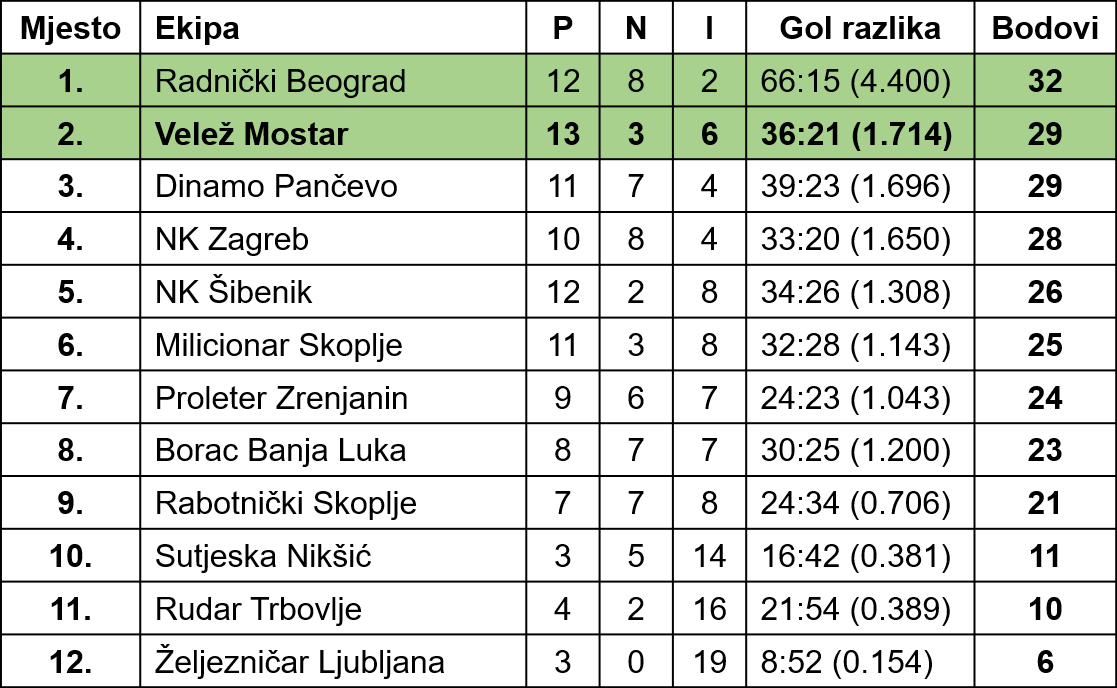 Mjesto Ekipa P N I Gol razlika Bodovi
1. Radnički Beograd 12 8 2 66:15 (4.400) 32
2. Velež Mostar 13 3 6 36:21 (1.714) 29
3. Dinamo Pančevo 11 7 4 39:23 (1.696) 29
4. NK Zagreb 10 8 4 33:20 (1.650) 28
5. NK Šibenik 12 2 8 34:26 (1.308) 26
6. Milicionar Skoplje 11 3 8 32:28 (1.143) 25
7. Proleter Zrenjanin 9 6 7 24:23 (1.043) 24
8. Borac Banja Luka 8 7 7 30:25 (1.200) 23
9. Rabotnički Skoplje 7 7 8 24:34 (0.706) 21
10. Sutjeska Nikšić 3 5 14 16:42 (0.381) 11
11. Rudar Trbovlje 4 2 16 21:54 (0.389) 10
12. Željezničar Ljubljana 3 0 19 8:52 (0.154) 6